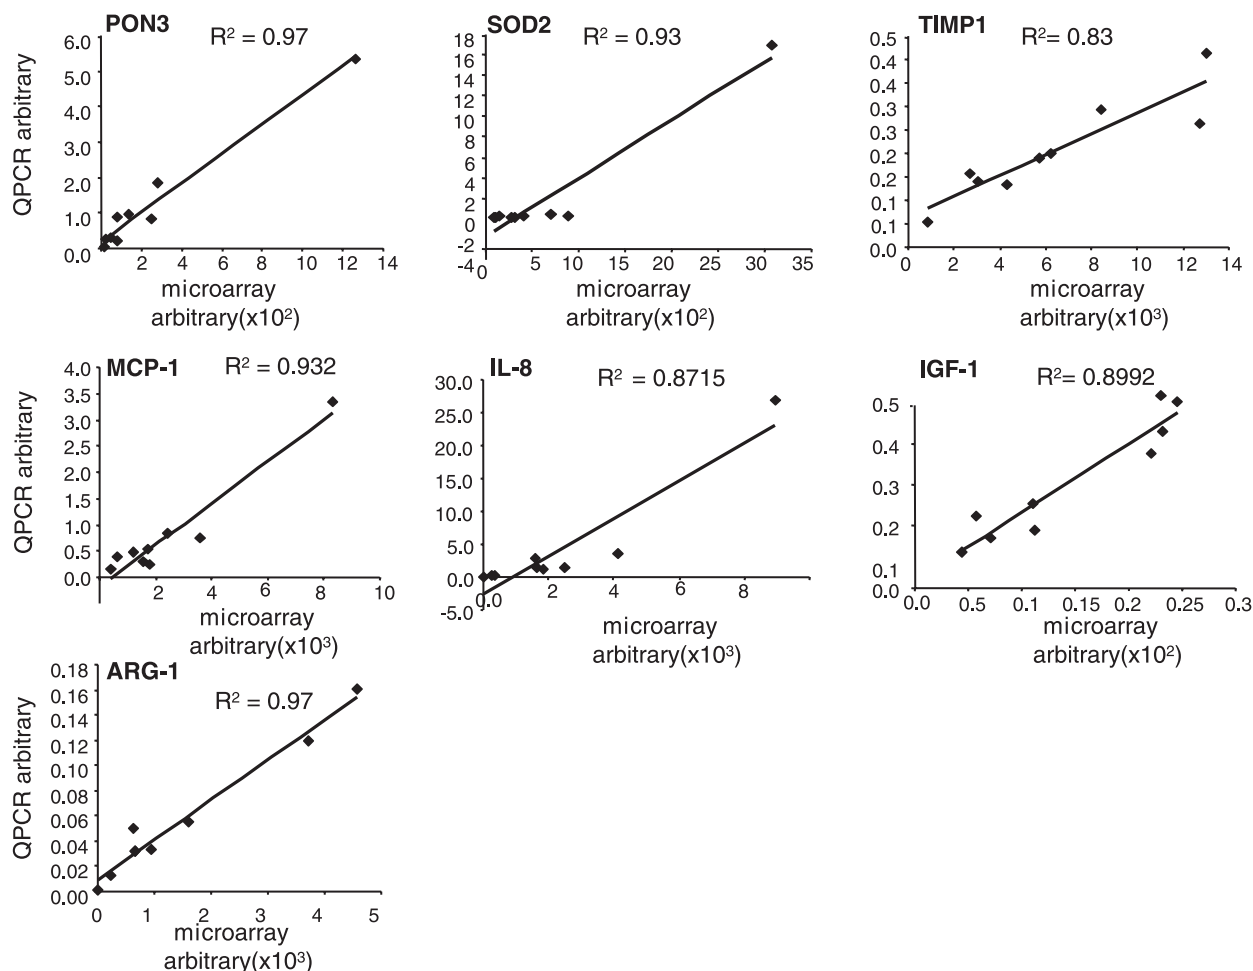 PON3
R² = 0.97
QPCR arbitrary
6.0
5.0
4.0
3.0
2.0
1.0
0.0
2 4 6 8 10 12 14
microarray
arbitrary(x10²)
SOD2
R² = 0.93
18
16
14
12
10
8
6
4
2
0
-2
-4
0 5 10 15 20 25 30 35
microarray
arbitrary(x10²)
TIMP1
R²= 0.83
0.5
0.4
0.4
0.3
0.3
0.2
0.2
0.1
0.1
0.0
0 2 4 6 8 10 12 14
microarray
arbitrary(x10³)
MCP-1
R² = 0.932
QPCR arbitrary
4.0
3.5
3.0
2.5
2.0
1.5
1.0
0.5
0.0
2 4 6 8 10
microarray
arbitrary(x10³)
IL-8
R² = 0.8715
30.0
25.0
20.0
15.0
10.0
5.0
0.0
-5.0
0.0 2 4 6 8
microarray
arbitrary(x10³)
IGF-1
R²= 0.8992
0.5
0.4
0.3
0.2
0.1
0.0 0.5 0.1 0.15 0.2 0.25 0.3
microarray
arbitrary(x10²)
ARG-1
R² = 0.97
QPCR arbitrary
0.18
0.16
0.14
0.12
0.10
0.08
0.06
0.04
0.02
0.00
0 1 2 3 4 5
microarray
arbitrary(x10³)